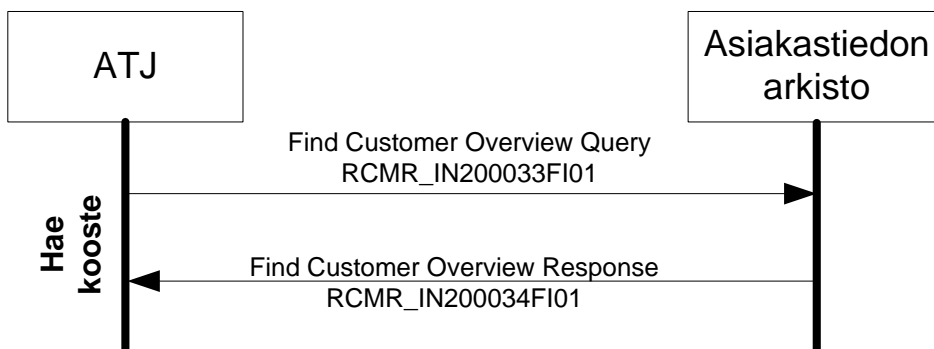 ATJ
Asiakastiedon
arkisto
Find Customer Overview Query
RCMR_IN200033FI01
Hae
kooste
Find Customer Overview Response
RCMR_IN200034FI01